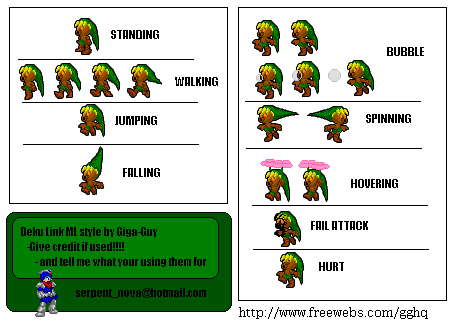 STANDING
WALKING
JUMPING
FALLING
Deku Link ML style by Giga-Guy
-Give credit if used!!!!
- and tell me what your using them for
serpent_nova@hotmail.com
BUBBLE
SPINNING
HOVERING
FAIL ATTACK
HURT
http://www.freewebs.com/gghq